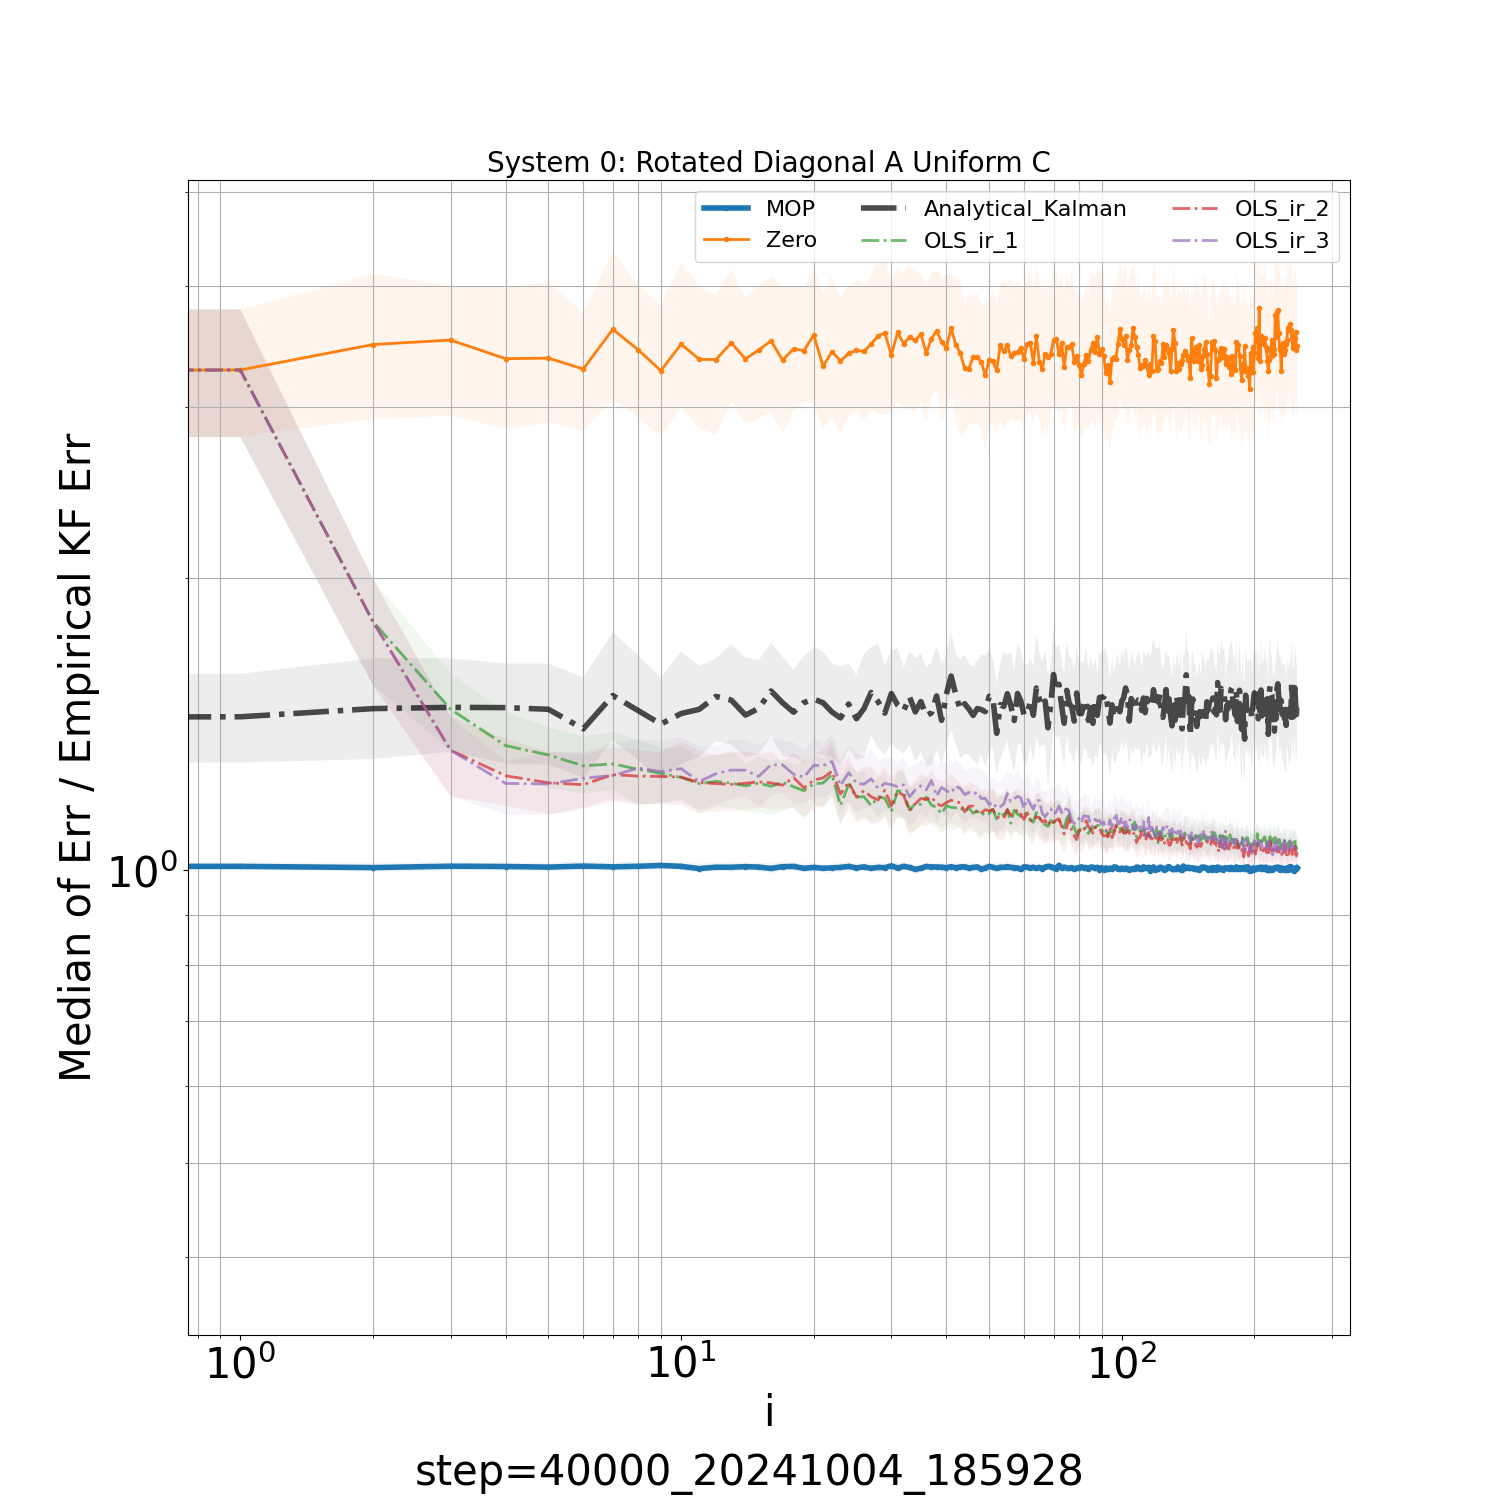 System 0: Rotated Diagonal A Uniform C
MOP
Zero
Analytical_Kalman
OLS_ir_1
OLS_ir_2
OLS_ir_3
Median of Err / Empirical KF Err
10⁰
10⁰
10¹
10²
i
step=40000_20241004_185928